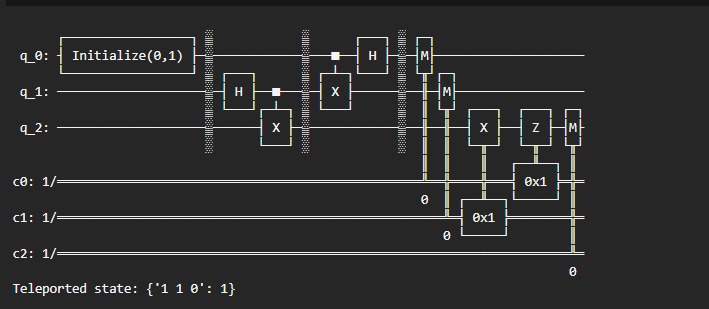 q_0: Initialize(0,1) H M
q_1: H X M
q_2: X X Z M
c0: 1/ 0x1
0
c1: 1/ 0x1
0
c2: 1/
0
Teleported state: {'1 1 0': 1}